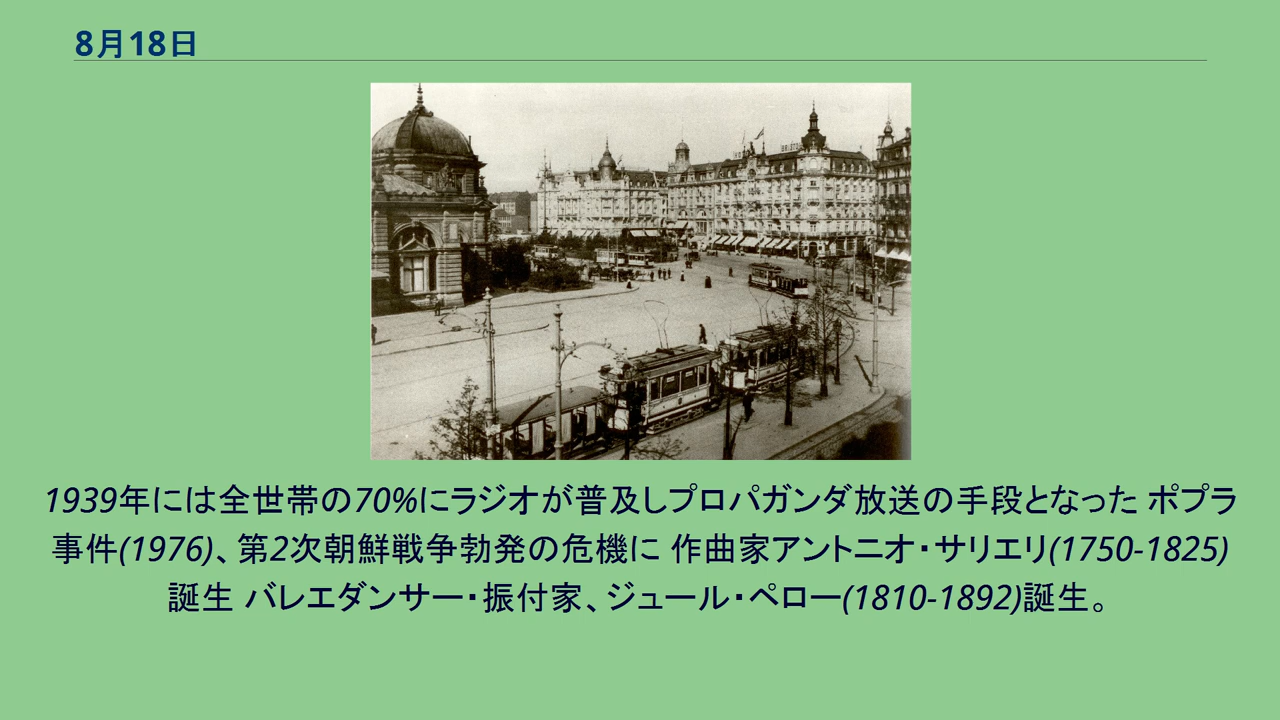 8月18日
BRISTOL
1939年には全世帯の70%にラジオが普及しプロパガンダ放送の手段となった ポプラ
事件(1976)、第2次朝鮮戦争勃発の危機に 作曲家アントニオ・サリエリ(1750-1825)
誕生 バレエダンサー・振付家、ジュール・ペロー(1810-1892)誕生。